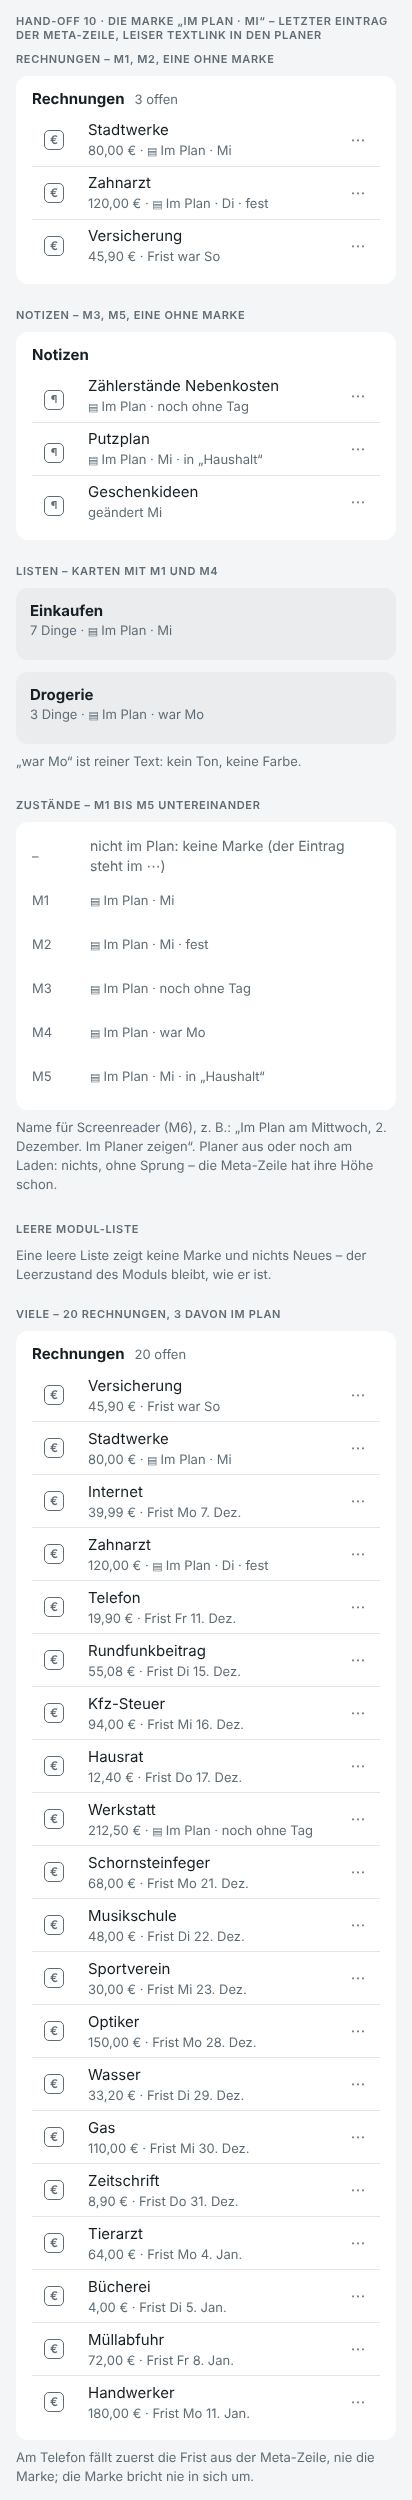 HAND-OFF 10 · DIE MARKE „IM PLAN · MI“ – LETZTER EINTRAG
DER META-ZEILE, LEISER TEXTLINK IN DEN PLANER
RECHNUNGEN – M1, M2, EINE OHNE MARKE
Rechnungen 3 offen
€ Stadtwerke ⋯
80,00 € · ▤ Im Plan · Mi
€ Zahnarzt ⋯
120,00 € · ▤ Im Plan · Di · fest
€ Versicherung ⋯
45,90 € · Frist war So
NOTIZEN – M3, M5, EINE OHNE MARKE
Notizen
¶ Zählerstände Nebenkosten ⋯
▤ Im Plan · noch ohne Tag
¶ Putzplan ⋯
▤ Im Plan · Mi · in „Haushalt“
¶ Geschenkideen ⋯
geändert Mi
LISTEN – KARTEN MIT M1 UND M4
Einkaufen
7 Dinge · ▤ Im Plan · Mi
Drogerie
3 Dinge · ▤ Im Plan · war Mo
„war Mo“ ist reiner Text: kein Ton, keine Farbe.
ZUSTÄNDE – M1 BIS M5 UNTEREINANDER
– nicht im Plan: keine Marke (der Eintrag
steht im ⋯)
M1 ▤ Im Plan · Mi
M2 ▤ Im Plan · Mi · fest
M3 ▤ Im Plan · noch ohne Tag
M4 ▤ Im Plan · war Mo
M5 ▤ Im Plan · Mi · in „Haushalt“
Name für Screenreader (M6), z. B.: „Im Plan am Mittwoch, 2.
Dezember. Im Planer zeigen“. Planer aus oder noch am
Laden: nichts, ohne Sprung – die Meta-Zeile hat ihre Höhe
schon.
LEERE MODUL-LISTE
Eine leere Liste zeigt keine Marke und nichts Neues – der
Leerzustand des Moduls bleibt, wie er ist.
VIELE – 20 RECHNUNGEN, 3 DAVON IM PLAN
Rechnungen 20 offen
€ Versicherung ⋯
45,90 € · Frist war So
€ Stadtwerke ⋯
80,00 € · ▤ Im Plan · Mi
€ Internet ⋯
39,99 € · Frist Mo 7. Dez.
€ Zahnarzt ⋯
120,00 € · ▤ Im Plan · Di · fest
€ Telefon ⋯
19,90 € · Frist Fr 11. Dez.
€ Rundfunkbeitrag ⋯
55,08 € · Frist Di 15. Dez.
€ Kfz-Steuer ⋯
94,00 € · Frist Mi 16. Dez.
€ Hausrat ⋯
12,40 € · Frist Do 17. Dez.
€ Werkstatt ⋯
212,50 € · ▤ Im Plan · noch ohne Tag
€ Schornsteinfeger ⋯
68,00 € · Frist Mo 21. Dez.
€ Musikschule ⋯
48,00 € · Frist Di 22. Dez.
€ Sportverein ⋯
30,00 € · Frist Mi 23. Dez.
€ Optiker ⋯
150,00 € · Frist Mo 28. Dez.
€ Wasser ⋯
33,20 € · Frist Di 29. Dez.
€ Gas ⋯
110,00 € · Frist Mi 30. Dez.
€ Zeitschrift ⋯
8,90 € · Frist Do 31. Dez.
€ Tierarzt ⋯
64,00 € · Frist Mo 4. Jan.
€ Bücherei ⋯
4,00 € · Frist Di 5. Jan.
€ Müllabfuhr ⋯
72,00 € · Frist Fr 8. Jan.
€ Handwerker ⋯
180,00 € · Frist Mo 11. Jan.
Am Telefon fällt zuerst die Frist aus der Meta-Zeile, nie die
Marke; die Marke bricht nie in sich um.